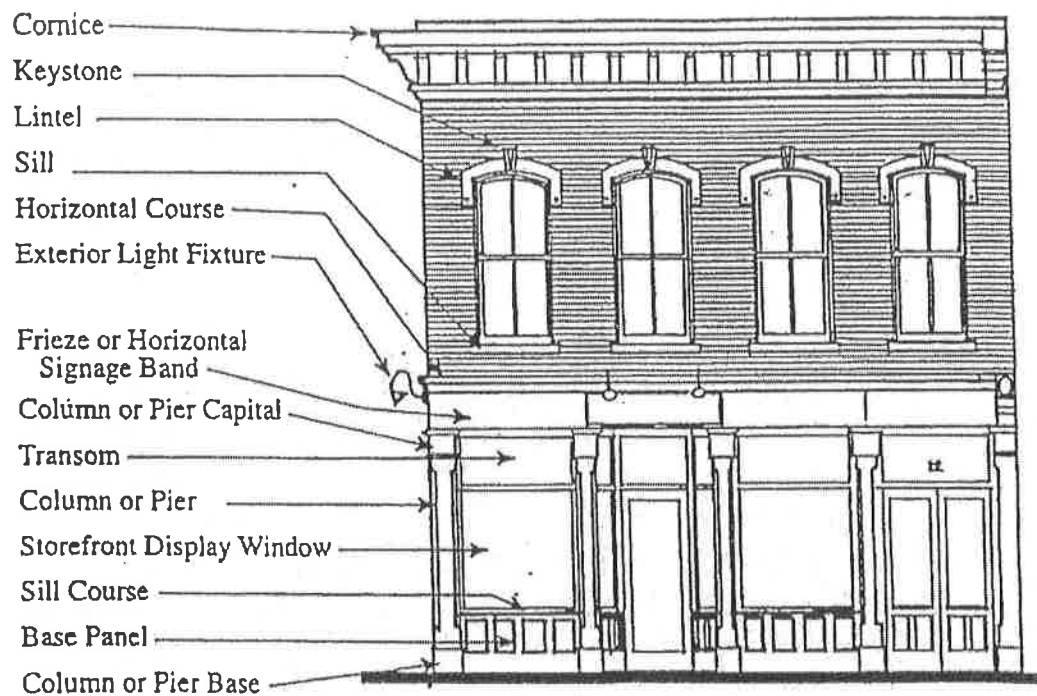 Cornice
Keystone
Lintel
Sill
Horizontal Course
Exterior Light Fixture
Frieze or Horizontal
Signage Band
Column or Pier Capital
Transom
Column or Pier
Storefront Display Window
Sill Course
Base Panel
Column or Pier Base